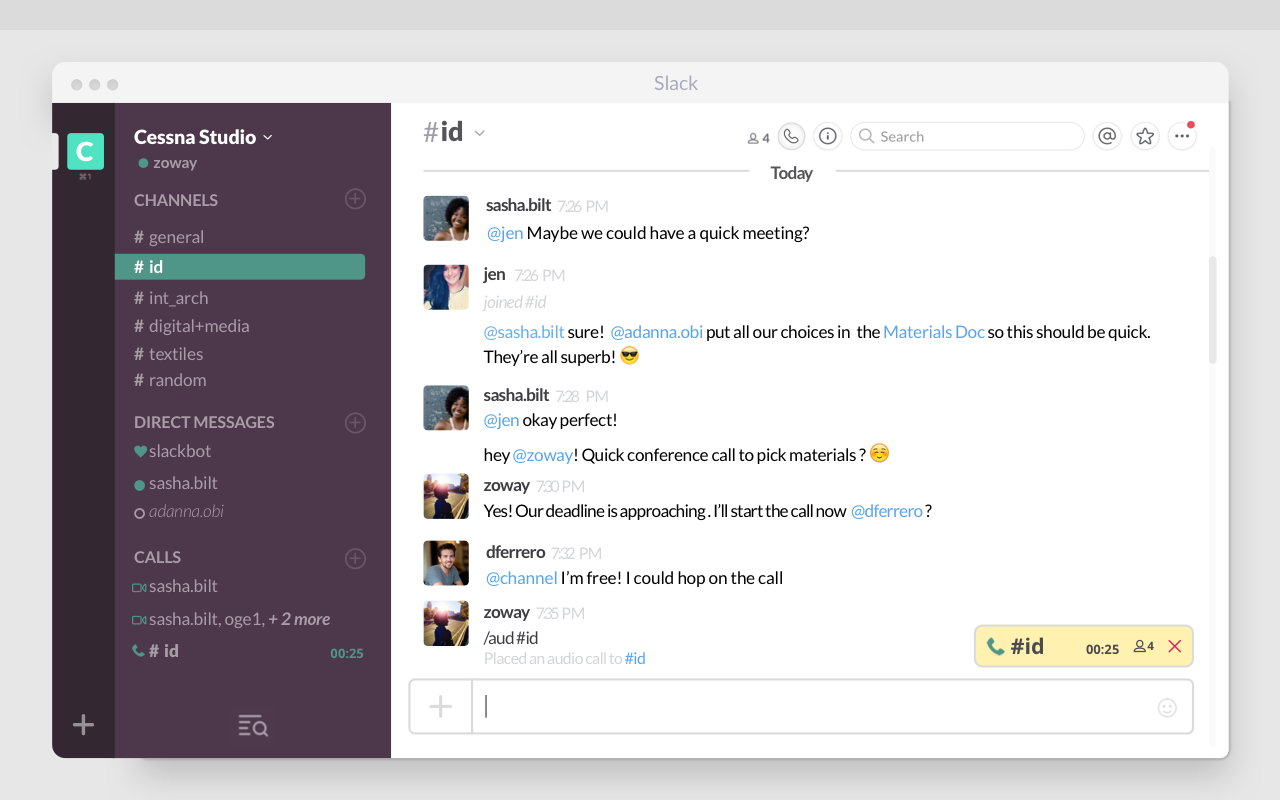 Slack
C
⌘1
Cessna Studio
zoway
CHANNELS
# general
# id
# int_arch
# digital+media
# textiles
# random
DIRECT MESSAGES
slackbot
sasha.bilt
adanna.obi
CALLS
sasha.bilt
sasha.bilt, oge1, + 2 more
# id 00:25
#id
4
Search
Today
sasha.bilt 7:26 PM
@jen Maybe we could have a quick meeting?
jen 7:26 PM
joined #id
@sasha.bilt sure! @adanna.obi put all our choices in the Materials Doc so this should be quick.
They’re all superb! 😎
sasha.bilt 7:28 PM
@jen okay perfect!
hey @zoway! Quick conference call to pick materials ? ☺️
zoway 7:30 PM
Yes! Our deadline is approaching . I’ll start the call now @dferrero ?
dferrero 7:32 PM
@channel I’m free! I could hop on the call
zoway 7:35 PM
/aud #id
Placed an audio call to #id
#id 00:25 4